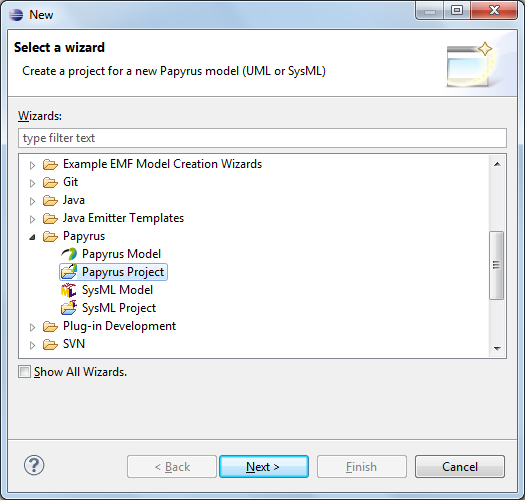 New
Select a wizard
Create a project for a new Papyrus model (UML or SysML)
Wizards:
type filter text
Example EMF Model Creation Wizards
Git
Java
Java Emitter Templates
Papyrus
Papyrus Model
Papyrus Project
SysML Model
SysML Project
Plug-in Development
SVN
Show All Wizards.
? < Back Next > Finish Cancel